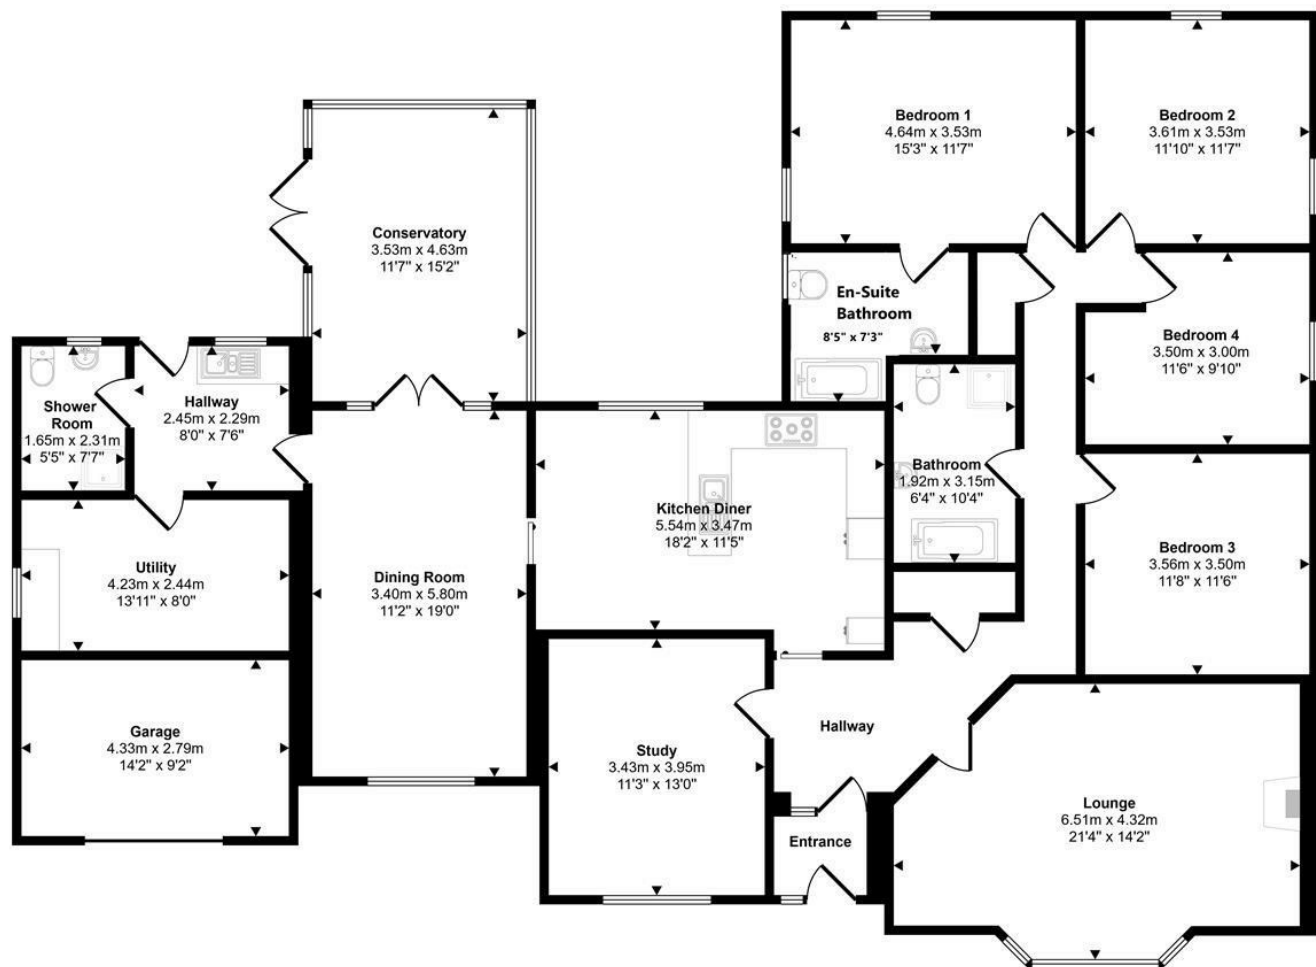 Bedroom 1
4.64m x 3.53m
15'3" x 11'7"
Bedroom 2
3.61m x 3.53m
11'10" x 11'7"
Conservatory
3.53m x 4.63m
11'7" x 15'2"
En-Suite
Bathroom
8'5" x 7'3"
Bedroom 4
3.50m x 3.00m
11'6" x 9'10"
Shower
Room
1.65m x 2.31m
5'5" x 7'7"
Hallway
2.45m x 2.29m
8'0" x 7'6"
Bathroom
1.92m x 3.15m
6'4" x 10'4"
Kitchen Diner
5.54m x 3.47m
18'2" x 11'5"
Bedroom 3
3.56m x 3.50m
11'8" x 11'6"
Utility
4.23m x 2.44m
13'11" x 8'0"
Dining Room
3.40m x 5.80m
11'2" x 19'0"
Garage
4.33m x 2.79m
14'2" x 9'2"
Study
3.43m x 3.95m
11'3" x 13'0"
Hallway
Lounge
6.51m x 4.32m
21'4" x 14'2"
Entrance